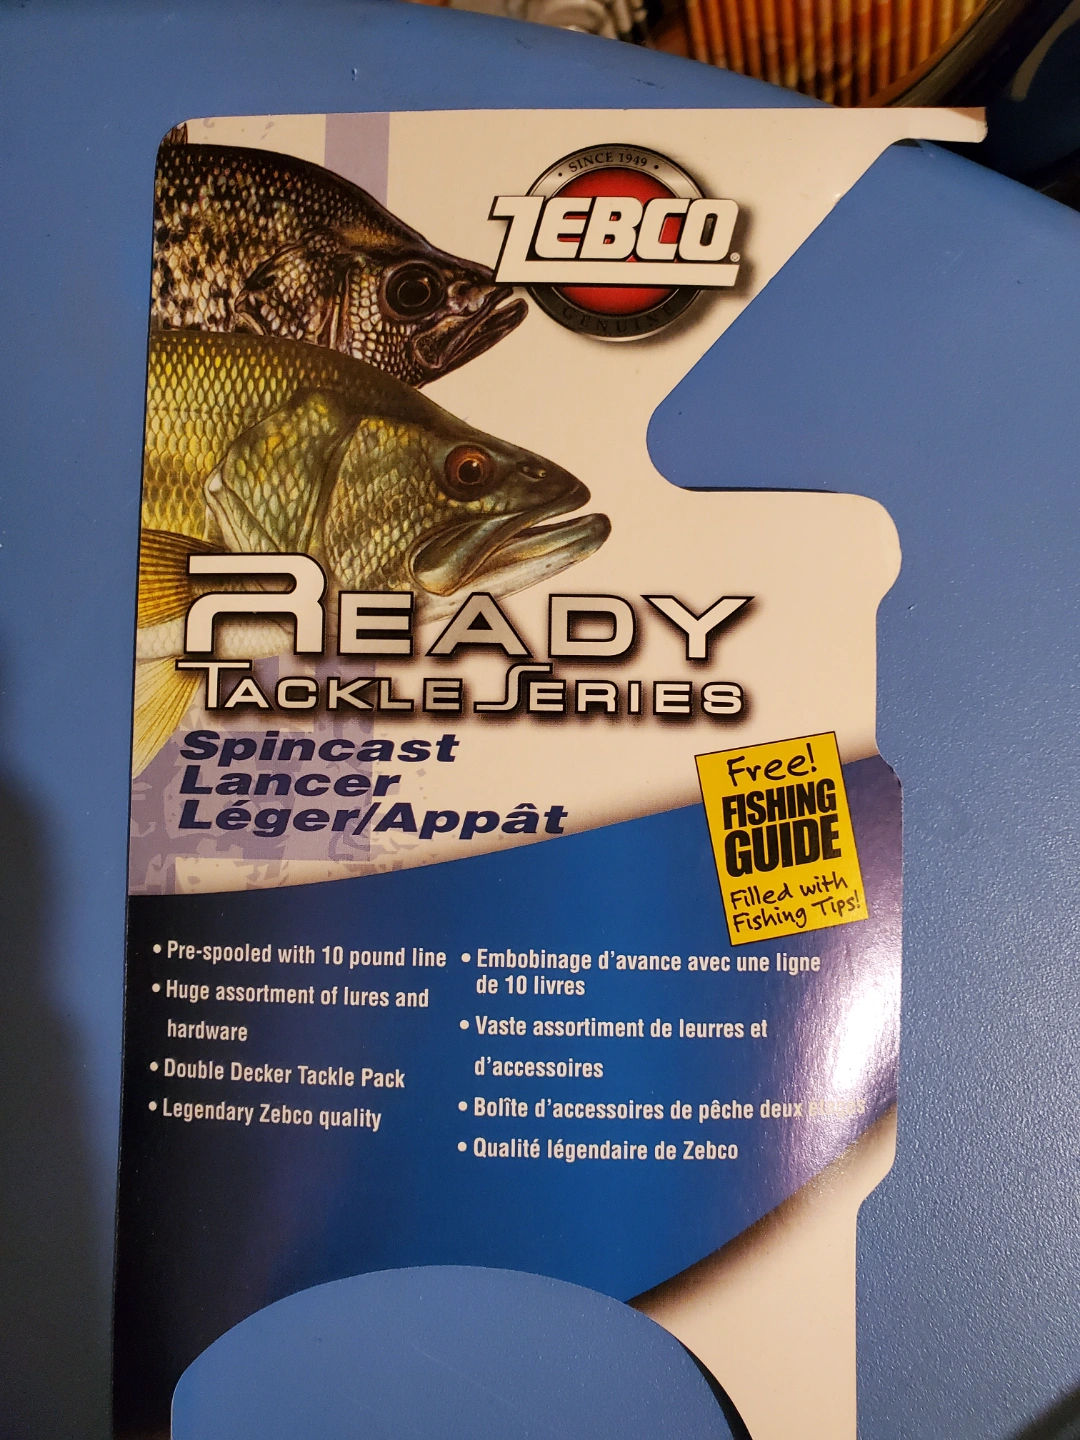 SINCE 1949
ZEBCO®
GENUINE
READY
TACKLE SERIES
Spincast
Lancer
Léger/Appât
Free!
FISHING
GUIDE
Filled with
Fishing Tips!
• Pre-spooled with 10 pound line
• Huge assortment of lures and
hardware
• Double Decker Tackle Pack
• Legendary Zebco quality
• Embobinage d'avance avec une ligne
de 10 livres
• Vaste assortiment de leurres et
d'accessoires
• Bolîte d'accessoires de pêche deux
• Qualité légendaire de Zebco